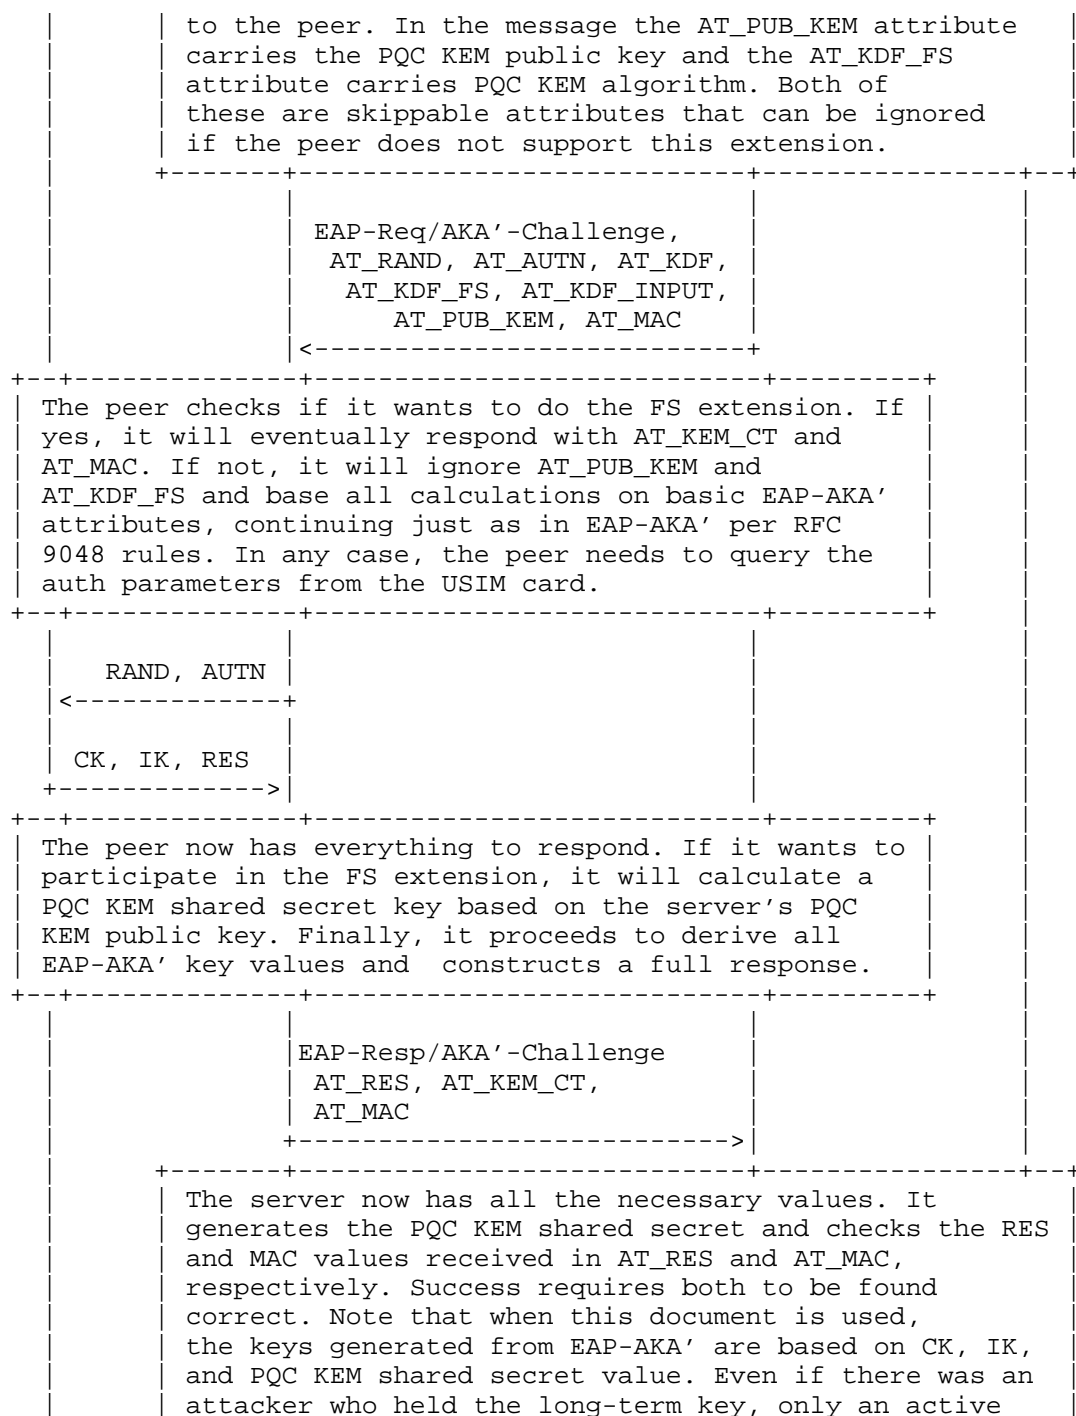 to the peer. In the message the AT_PUB_KEM attribute
carries the PQC KEM public key and the AT_KDF_FS
attribute carries PQC KEM algorithm. Both of
these are skippable attributes that can be ignored
if the peer does not support this extension.
EAP-Req/AKA’-Challenge,
AT_RAND, AT_AUTN, AT_KDF,
AT_KDF_FS, AT_KDF_INPUT,
AT_PUB_KEM, AT_MAC
The peer checks if it wants to do the FS extension. If
yes, it will eventually respond with AT_KEM_CT and
AT_MAC. If not, it will ignore AT_PUB_KEM and
AT_KDF_FS and base all calculations on basic EAP-AKA’
attributes, continuing just as in EAP-AKA’ per RFC
9048 rules. In any case, the peer needs to query the
auth parameters from the USIM card.
RAND, AUTN
CK, IK, RES
The peer now has everything to respond. If it wants to
participate in the FS extension, it will calculate a
PQC KEM shared secret key based on the server’s PQC
KEM public key. Finally, it proceeds to derive all
EAP-AKA’ key values and  constructs a full response.
EAP-Resp/AKA’-Challenge
AT_RES, AT_KEM_CT,
AT_MAC
The server now has all the necessary values. It
generates the PQC KEM shared secret and checks the RES
and MAC values received in AT_RES and AT_MAC,
respectively. Success requires both to be found
correct. Note that when this document is used,
the keys generated from EAP-AKA’ are based on CK, IK,
and PQC KEM shared secret value. Even if there was an
attacker who held the long-term key, only an active